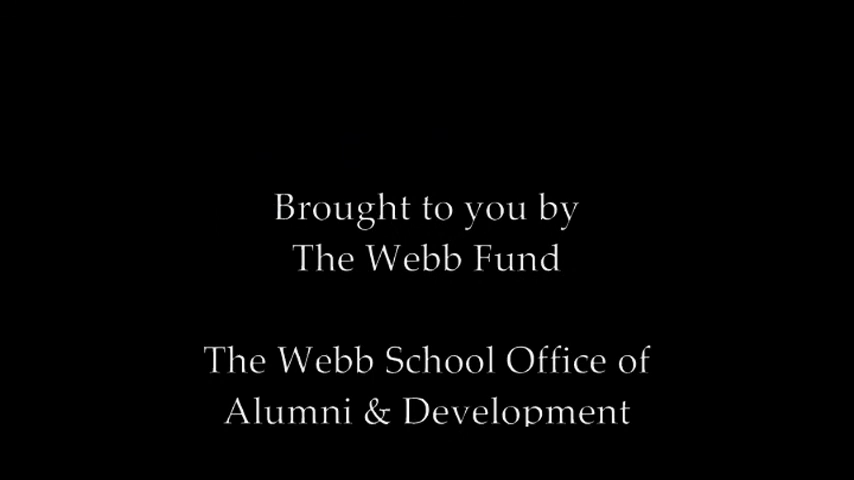 Brought to you by
The Webb Fund
The Webb School Office of
Alumni & Development